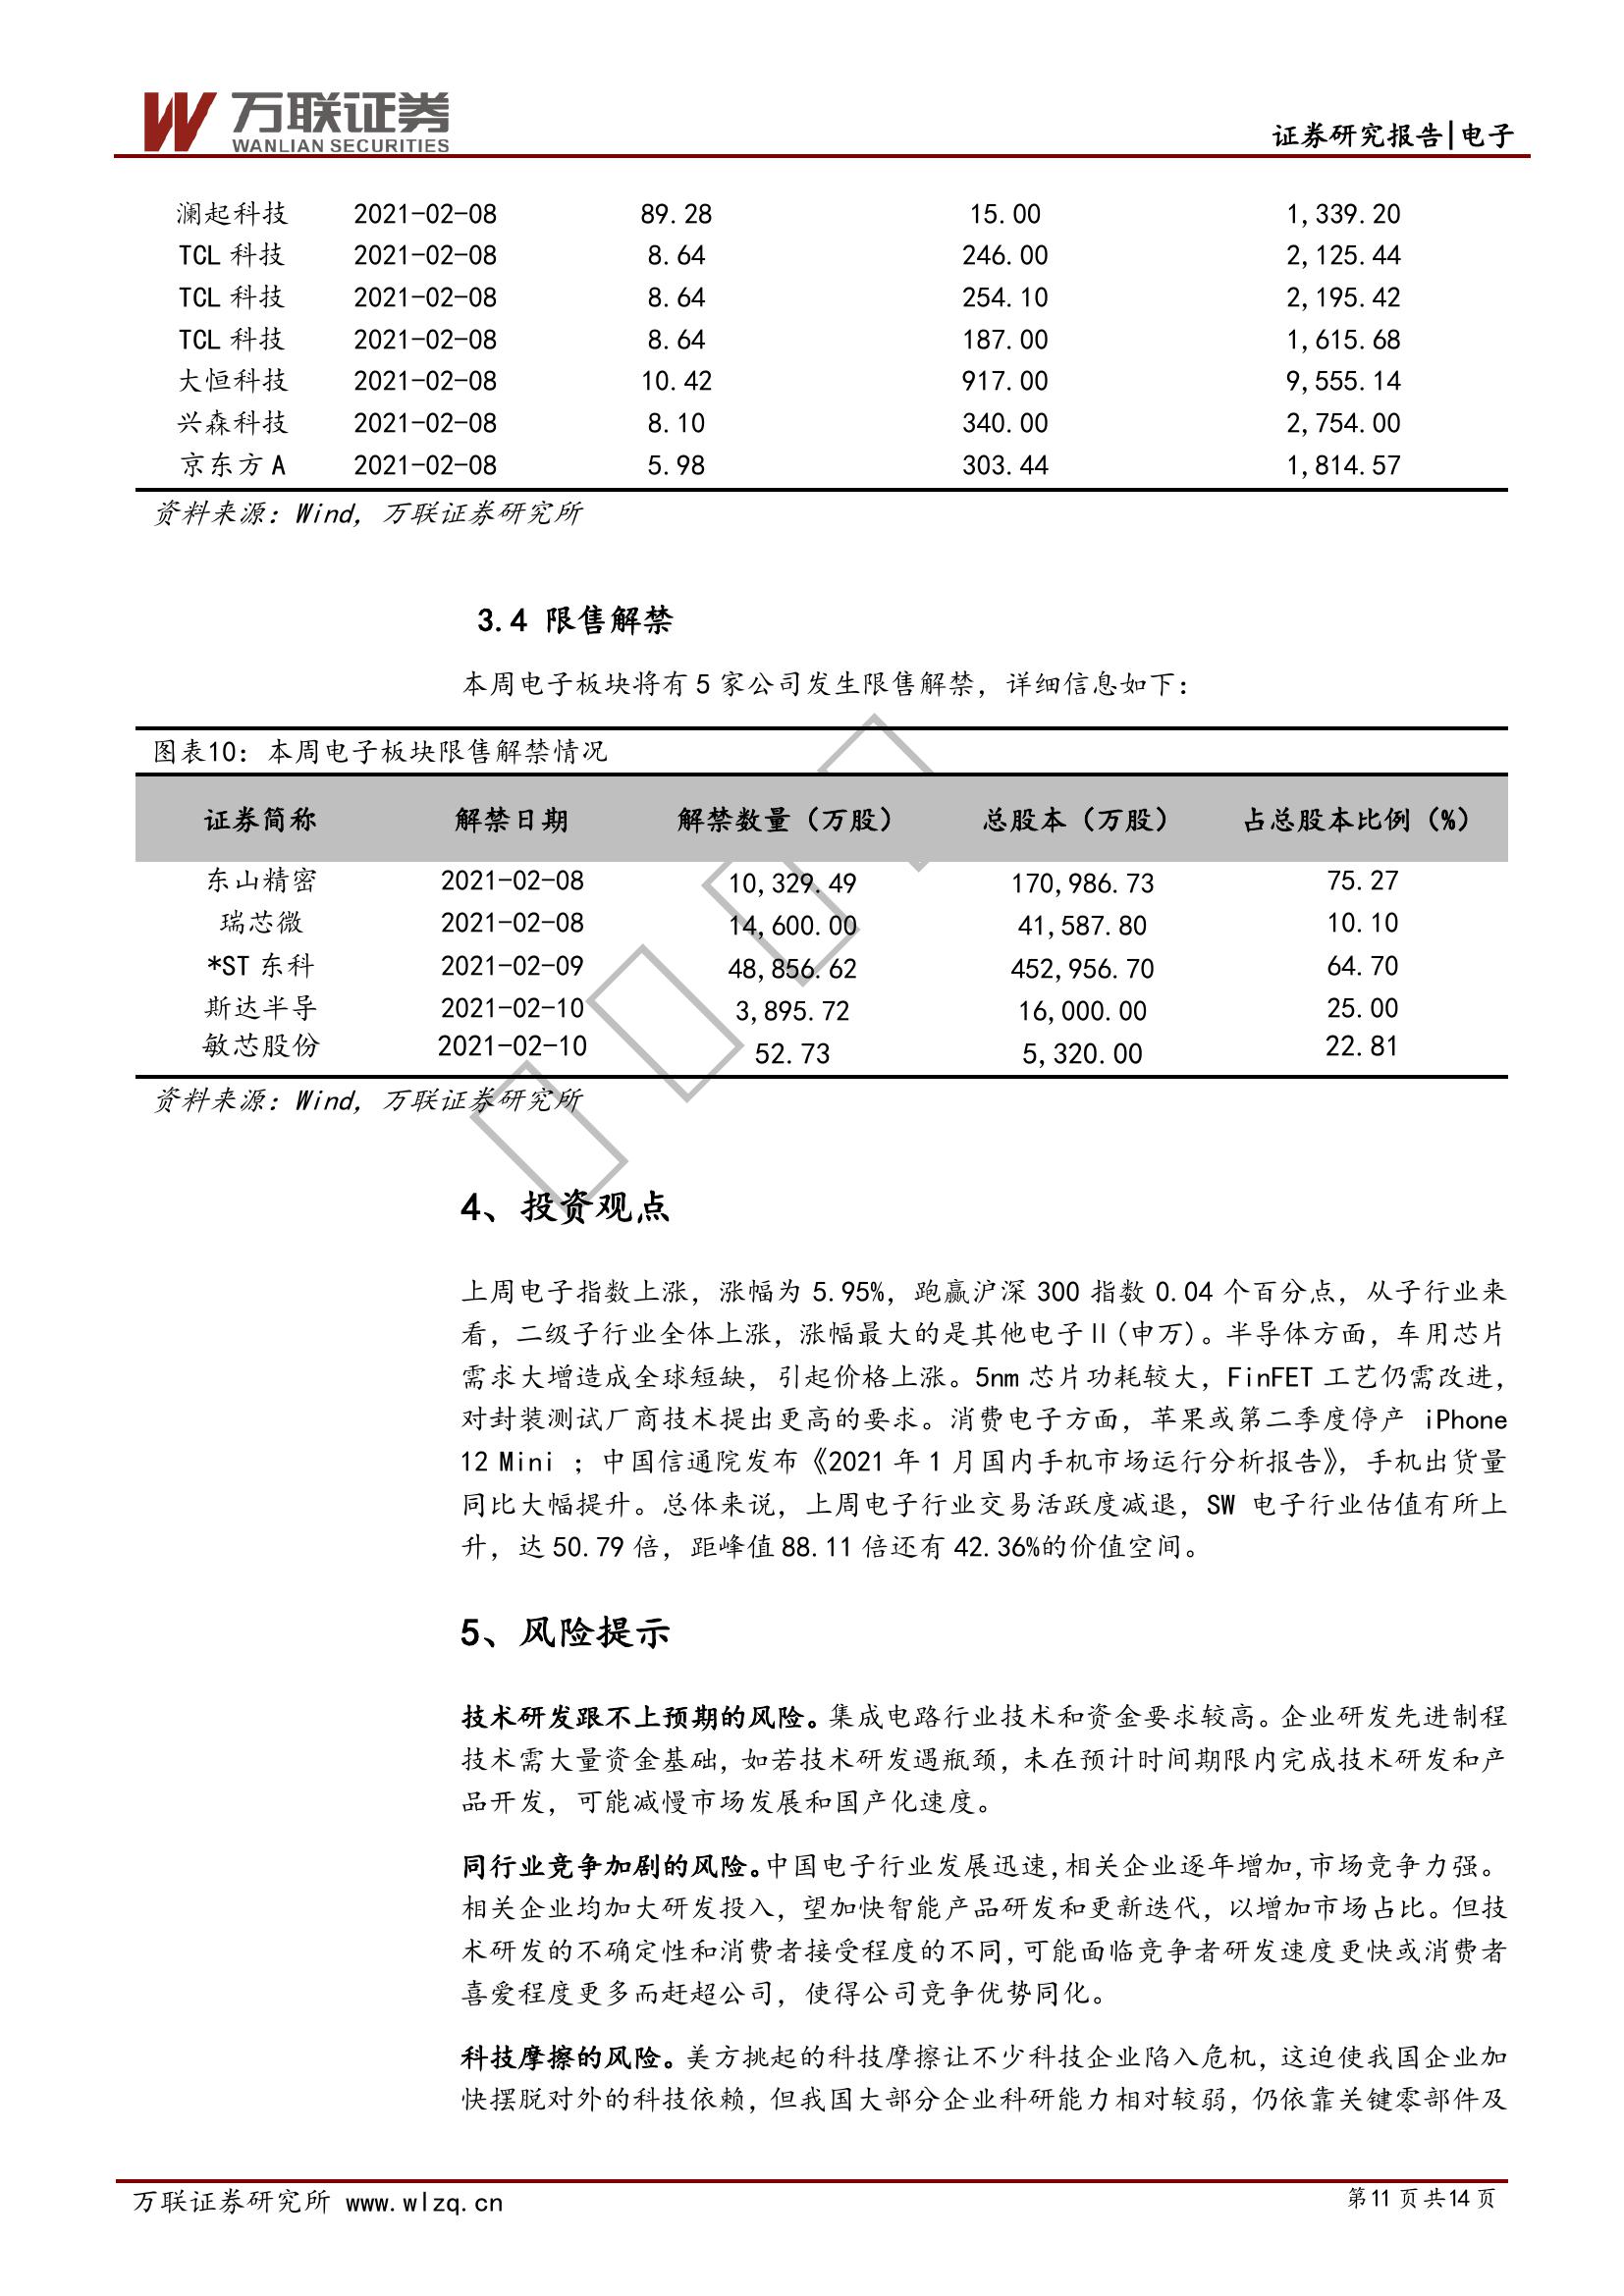 万联证券
WANLIAN SECURITIES
证券研究报告|电子
澜起科技 2021-02-08 89.28 15.00 1,339.20
TCL 科技 2021-02-08 8.64 246.00 2,125.44
TCL 科技 2021-02-08 8.64 254.10 2,195.42
TCL 科技 2021-02-08 8.64 187.00 1,615.68
大恒科技 2021-02-08 10.42 917.00 9,555.14
兴森科技 2021-02-08 8.10 340.00 2,754.00
京东方 A 2021-02-08 5.98 303.44 1,814.57
资料来源：Wind，万联证券研究所
3.4 限售解禁
本周电子板块将有 5 家公司发生限售解禁，详细信息如下：
图表10：本周电子板块限售解禁情况
证券简称 解禁日期 解禁数量（万股） 总股本（万股） 占总股本比例（%）
东山精密 2021-02-08 10,329.49 170,986.73 75.27
瑞芯微 2021-02-08 14,600.00 41,587.80 10.10
*ST 东科 2021-02-09 48,856.62 452,956.70 64.70
斯达半导 2021-02-10 3,895.72 16,000.00 25.00
敏芯股份 2021-02-10 52.73 5,320.00 22.81
资料来源：Wind，万联证券研究所
4、投资观点
上周电子指数上涨，涨幅为 5.95%，跑赢沪深 300 指数 0.04 个百分点，从子行业来
看，二级子行业全体上涨，涨幅最大的是其他电子Ⅱ(申万)。半导体方面，车用芯片
需求大增造成全球短缺，引起价格上涨。5nm 芯片功耗较大，FinFET 工艺仍需改进，
对封装测试厂商技术提出更高的要求。消费电子方面，苹果或第二季度停产 iPhone
12 Mini ；中国信通院发布《2021 年 1 月国内手机市场运行分析报告》，手机出货量
同比大幅提升。总体来说，上周电子行业交易活跃度减退，SW 电子行业估值有所上
升，达 50.79 倍，距峰值 88.11 倍还有 42.36%的价值空间。
5、风险提示
技术研发跟不上预期的风险。集成电路行业技术和资金要求较高。企业研发先进制程
技术需大量资金基础，如若技术研发遇瓶颈，未在预计时间期限内完成技术研发和产
品开发，可能减慢市场发展和国产化速度。
同行业竞争加剧的风险。中国电子行业发展迅速，相关企业逐年增加，市场竞争力强。
相关企业均加大研发投入，望加快智能产品研发和更新迭代，以增加市场占比。但技
术研发的不确定性和消费者接受程度的不同，可能面临竞争者研发速度更快或消费者
喜爱程度更多而赶超公司，使得公司竞争优势同化。
科技摩擦的风险。美方挑起的科技摩擦让不少科技企业陷入危机，这迫使我国企业加
快摆脱对外的科技依赖，但我国大部分企业科研能力相对较弱，仍依靠关键零部件及
万联证券研究所 www.wlzq.cn
第 11 页 共 14 页